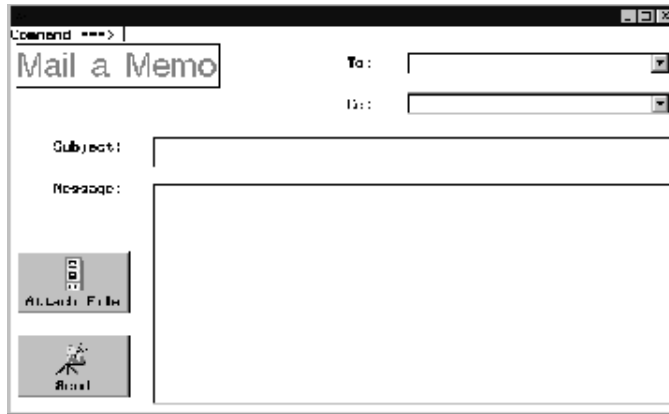 Command ===>
Mail a Memo
To:
Cc:
Subject:
Message:
Attach File
Send